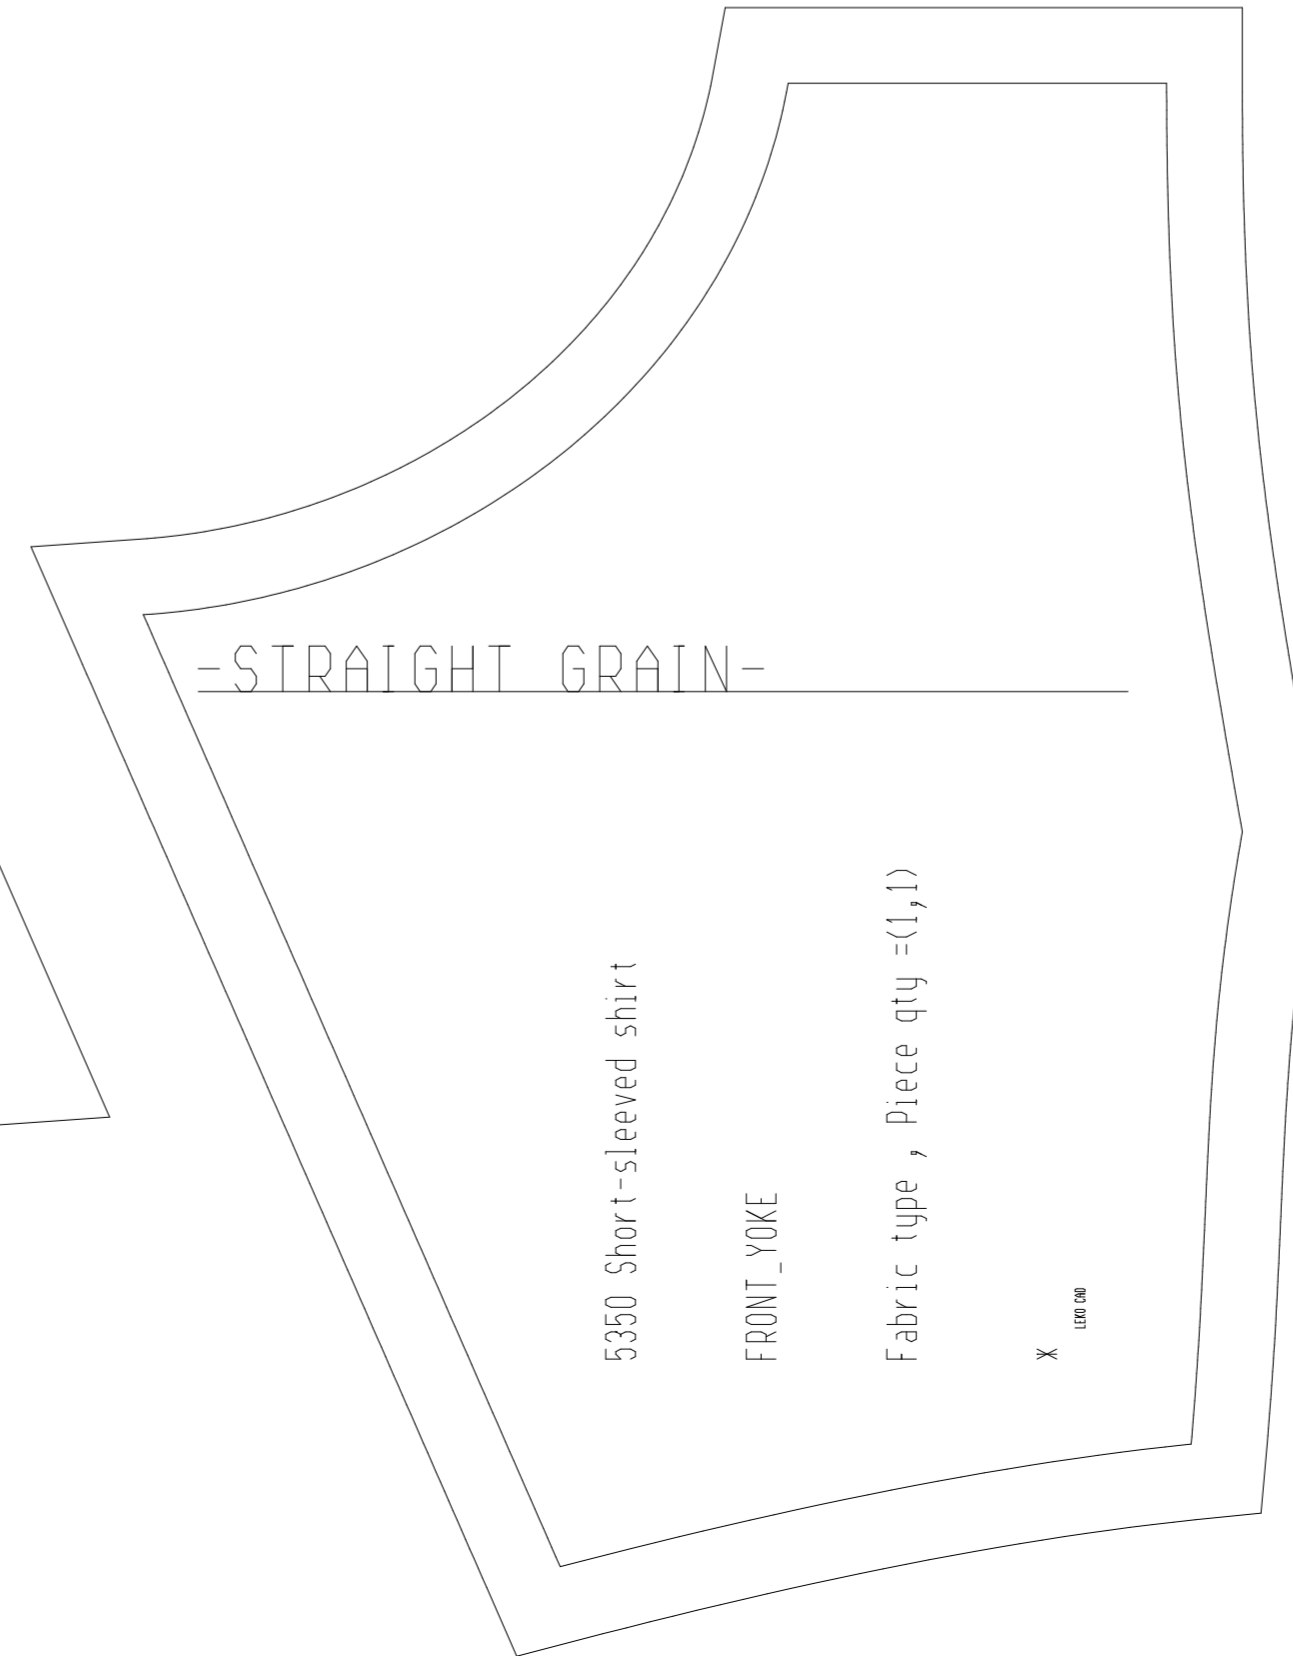 -STRAIGHT GRAIN-
5350 Short-sleeved shirt
FRONT_YOKE
Fabric type , Piece qty =(1,1)
LEKO CAD
Ж